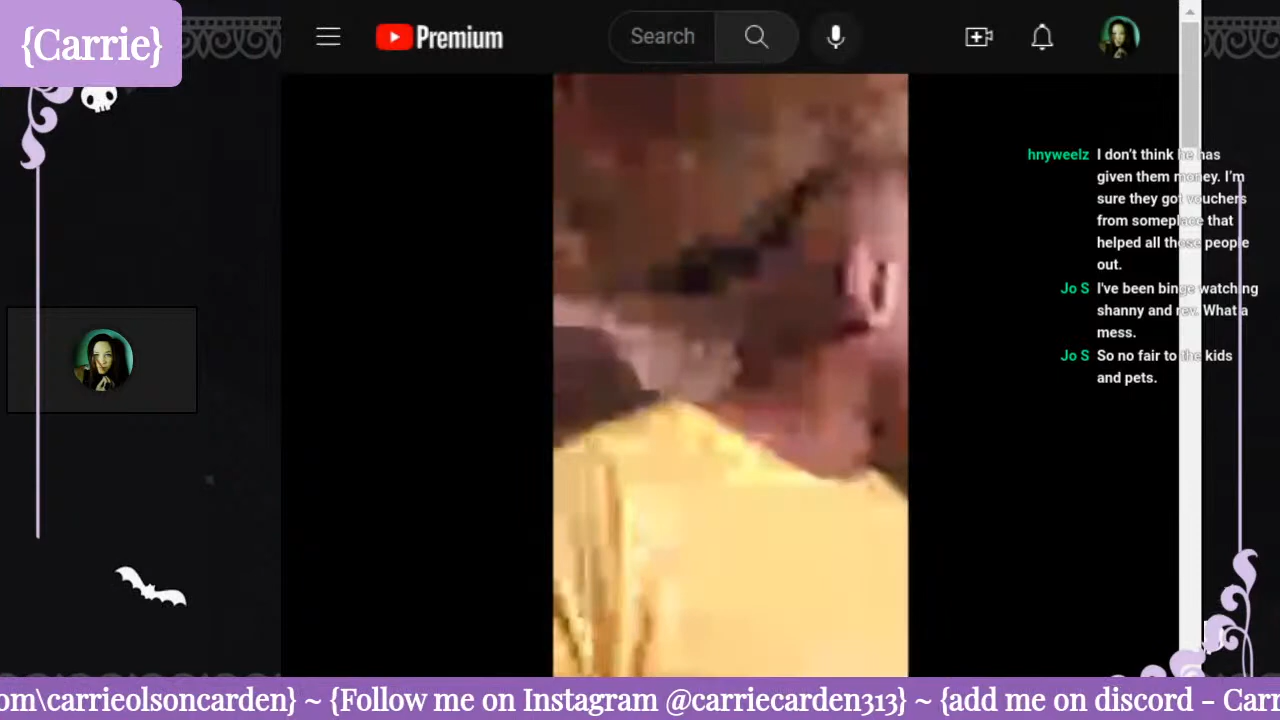 {Carrie}
Premium
Search
hnyweelz I don't think he has
given them money. I'm
sure they got vouchers
from someplace that
helped all those people
out.
Jo S I've been binge watching
shanny and rev. What a
mess.
Jo S So no fair to the kids
and pets.
om\carrieolsoncarden} ~ {Follow me on Instagram @carriecarden313} ~ {add me on discord - Carr